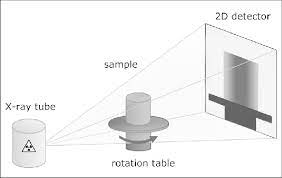 2D detector
sample
X-ray tube
rotation table